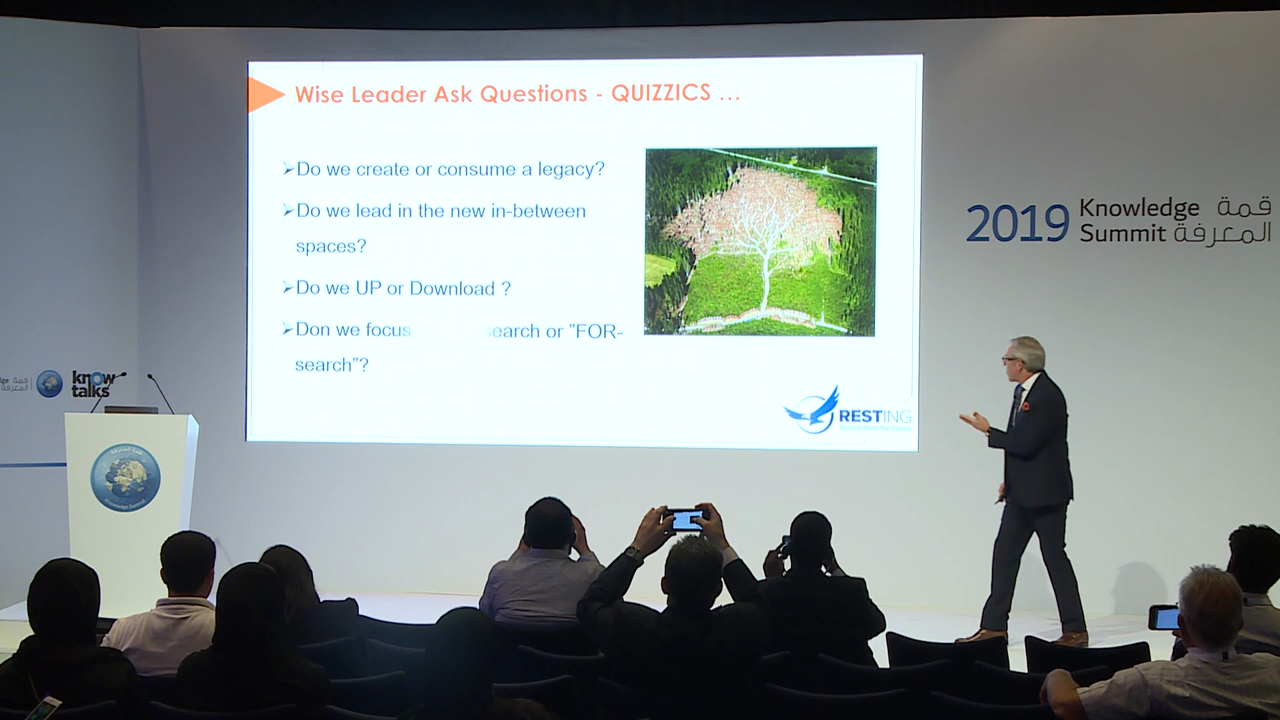 Wise Leader Ask Questions - QUIZZICS ...
➢Do we create or consume a legacy?
➢Do we lead in the new in-between
spaces?
➢Do we UP or Download ?
➢Don we focus earch or "FOR-
search"?
RESTING
2019 Knowledge Summit
قمة المعرفة
know
talks
Knowledge Summit